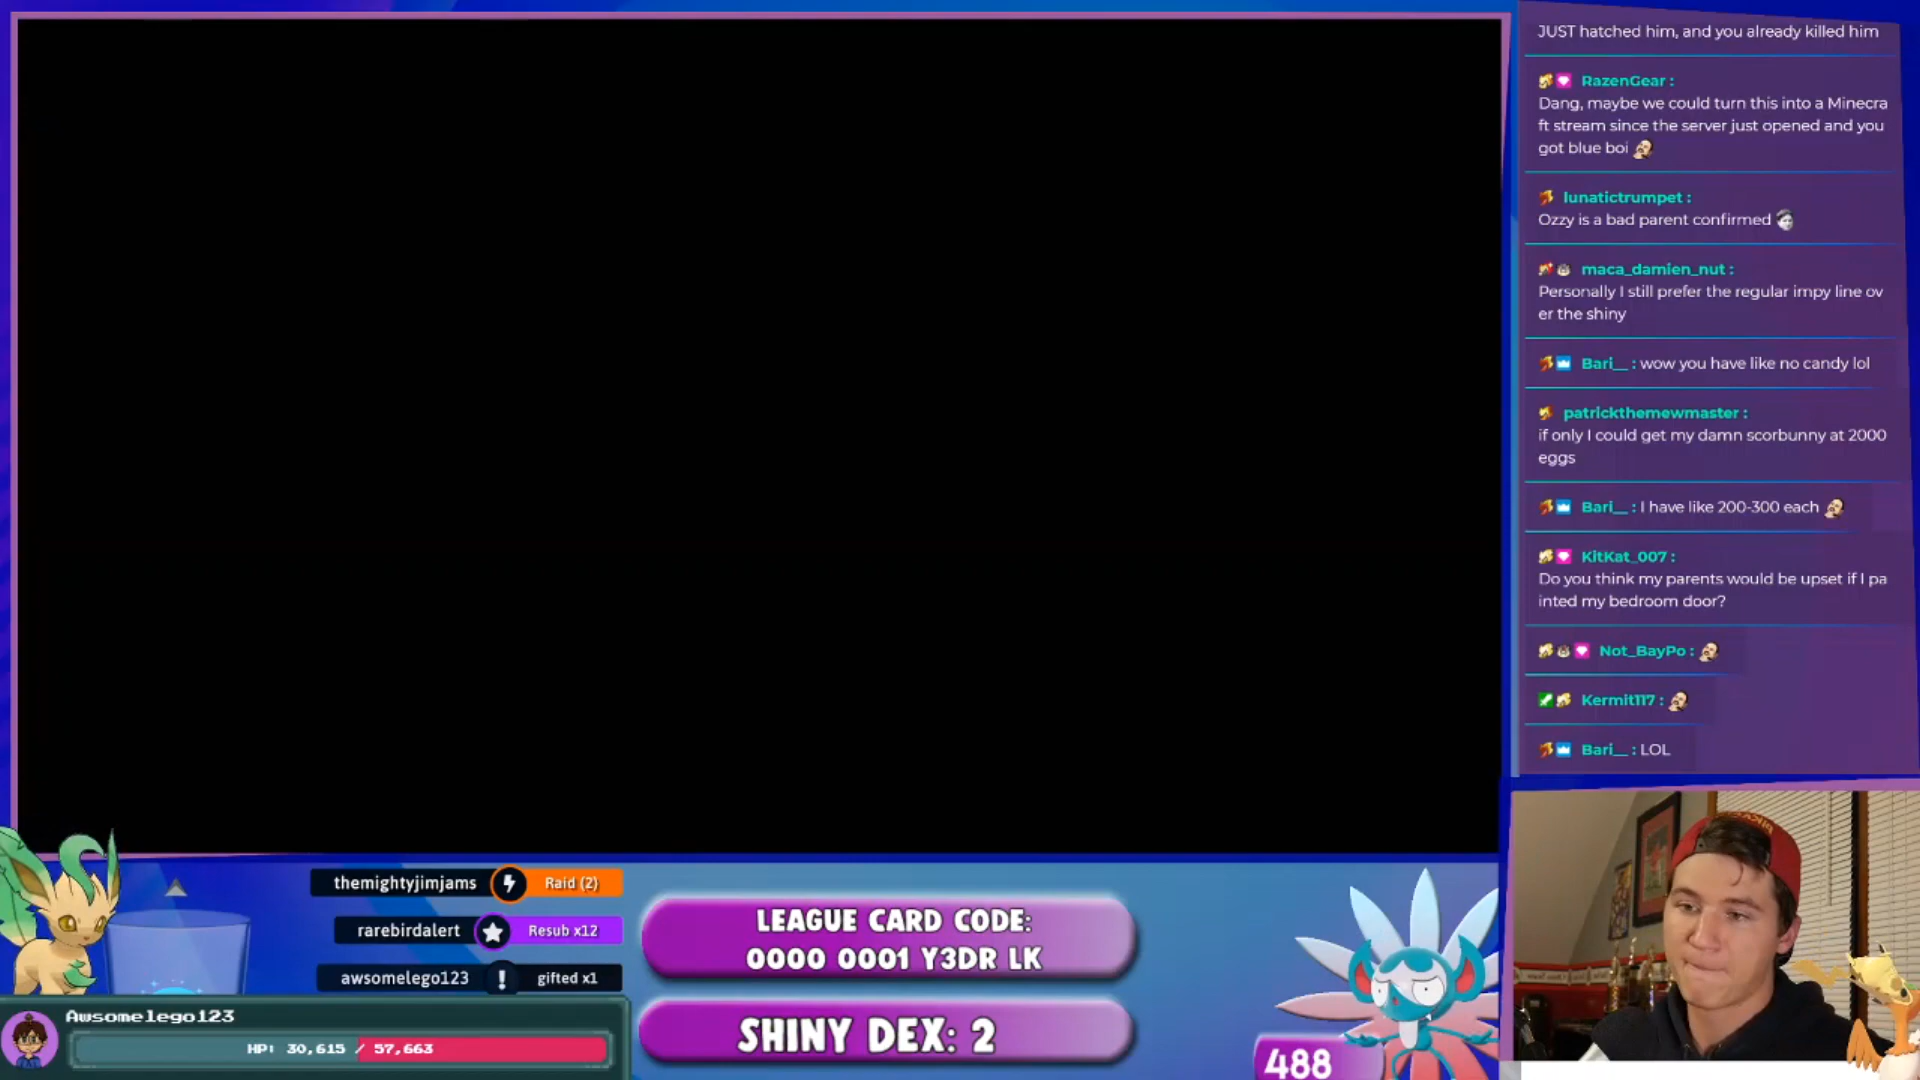 JUST hatched him, and you already killed him
RazenGear :
Dang, maybe we could turn this into a Minecra
ft stream since the server just opened and you
got blue boi
lunatictrumpet :
Ozzy is a bad parent confirmed
maca_damien_nut :
Personally I still prefer the regular impy line ov
er the shiny
Bari__ : wow you have like no candy lol
patrickthemewmaster :
if only I could get my damn scorbunny at 2000
eggs
Bari__ : I have like 200-300 each
KitKat_007 :
Do you think my parents would be upset if I pa
inted my bedroom door?
Not_BayPo :
Kermit117 :
Bari__ : LOL
themightyjimjams Raid (2)
rarebirdalert Resub x12
awsomelego123 ! gifted x1
Awsomelego123
HP: 30,615 / 57,663
LEAGUE CARD CODE:
0000 0001 Y3DR LK
SHINY DEX: 2
488